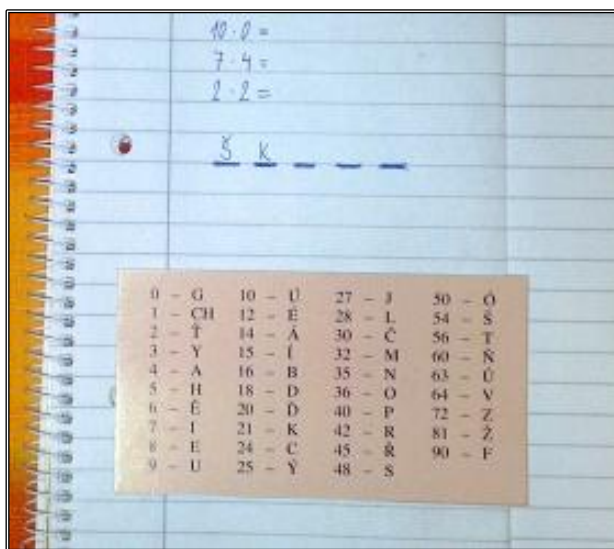 10 · 0 =
7 · 4 =
2 · 2 =
Š K _ _ _
0 – G 10 – Ú 27 – J 50 – Ó
1 – CH 12 – É 28 – L 54 – Š
2 – Ť 14 – Á 30 – Č 56 – T
3 – Y 15 – Í 32 – M 60 – Ň
4 – A 16 – B 35 – N 63 – Ů
5 – H 18 – D 36 – O 64 – V
6 – Ě 20 – Ď 40 – P 72 – Z
7 – I 21 – K 42 – R 81 – Ž
8 – E 24 – C 45 – Ř 90 – F
9 – U 25 – Ý 48 – S